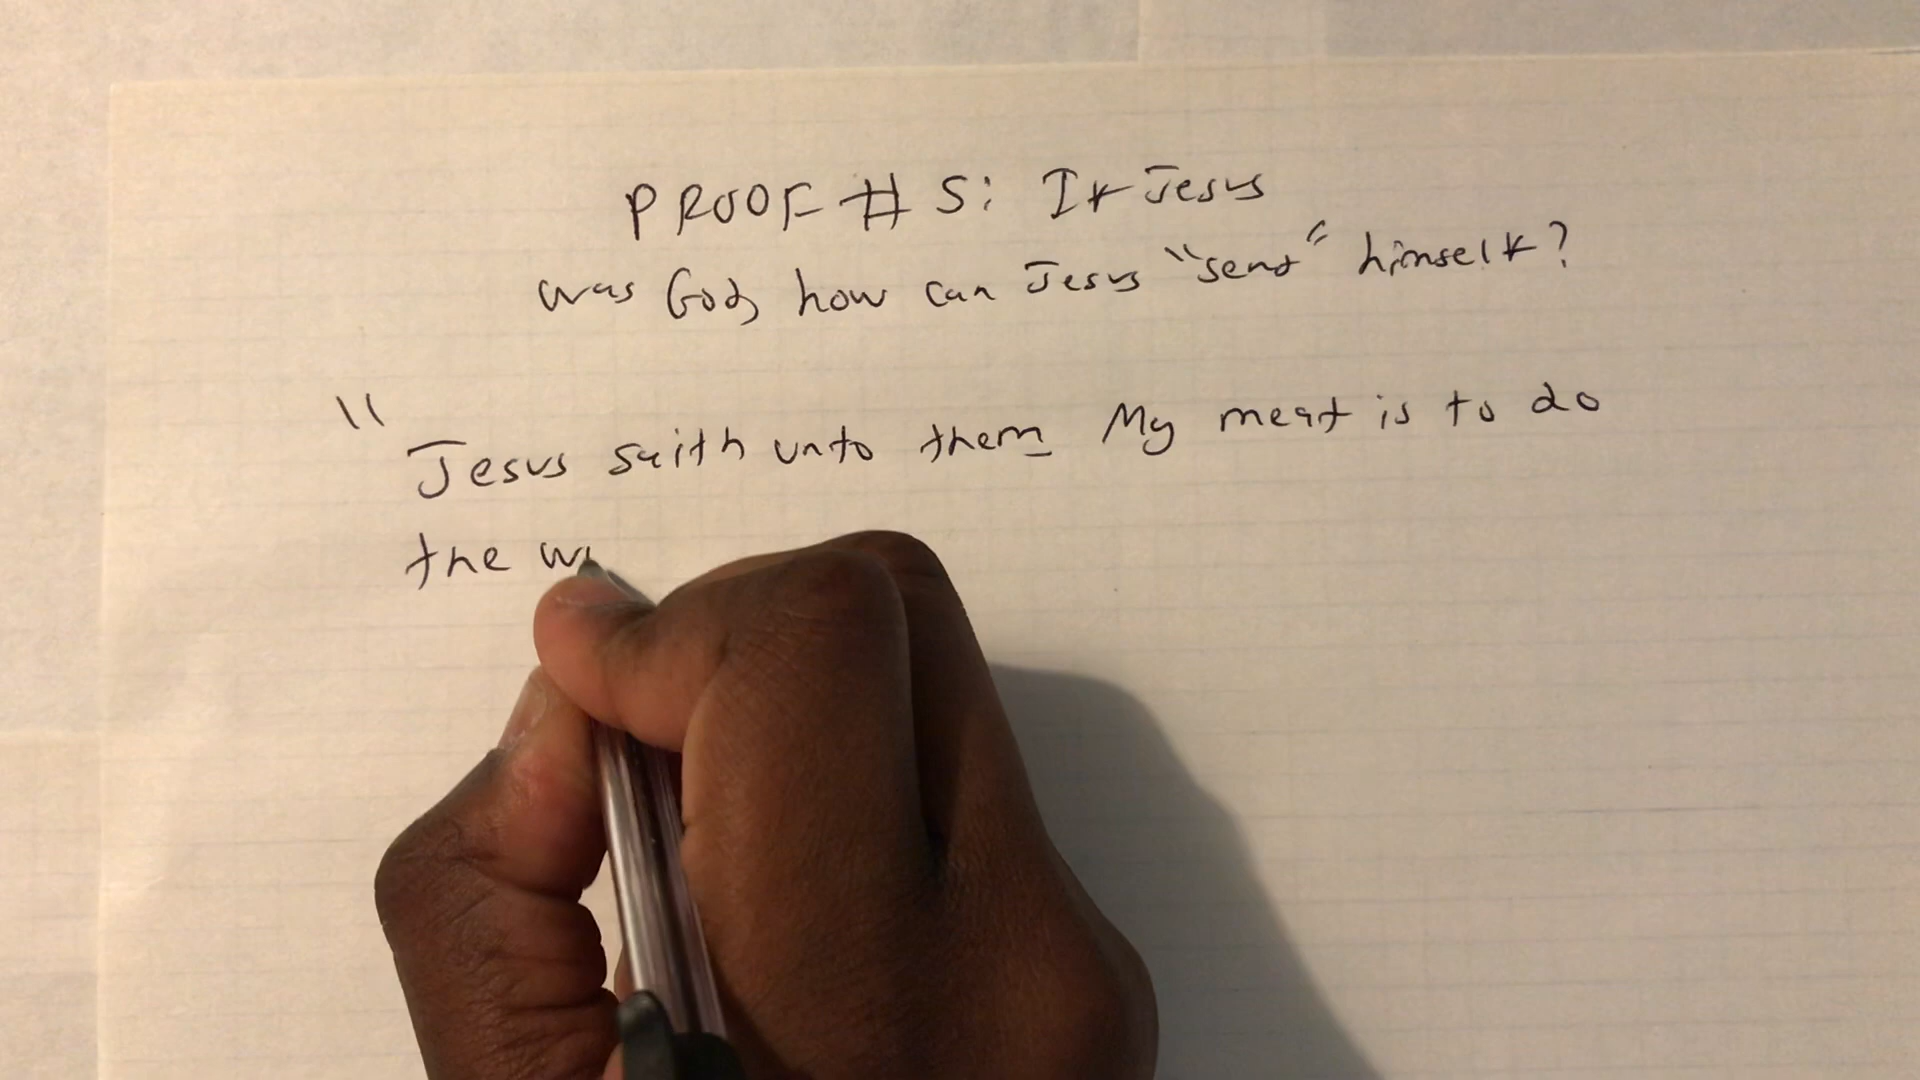 PROOF # 5: If Jesus
was God, how can Jesus "send" himself?
"Jesus saith unto them My meat is to do
the wi